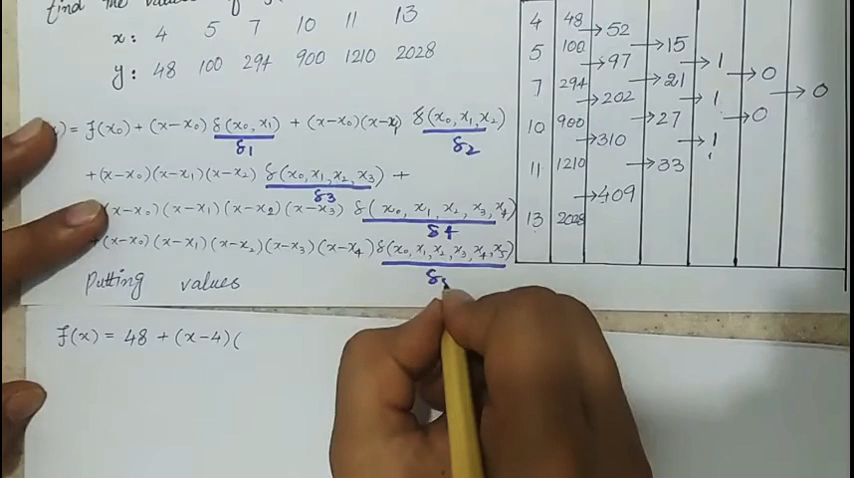 find the values of
x: 4 5 7 10 11 13
y: 48 100 294 900 1210 2028
) = f(x₀) + (x-x₀) δ(x₀, x₁) + (x-x₀)(x-x₁) δ(x₀, x₁, x₂)
δ₁ δ₂
+(x-x₀)(x-x₁)(x-x₂) δ(x₀, x₁, x₂, x₃) +
δ3
(x-x₀)(x-x₁)(x-x₂)(x-x₃) δ(x₀, x₁, x₂, x₃, x₄)
δ4
+(x-x₀)(x-x₁)(x-x₂)(x-x₃)(x-x₄) δ(x₀, x₁, x₂, x₃, x₄, x₅)
Putting values
f(x) = 48 + (x-4)(
4 48
→52
5 100 →15
→97 →1
7 294 →21 →0
→202 →1 →0
10 900 →27 →0
→310 →1
11 1210 →33
→409
13 2028